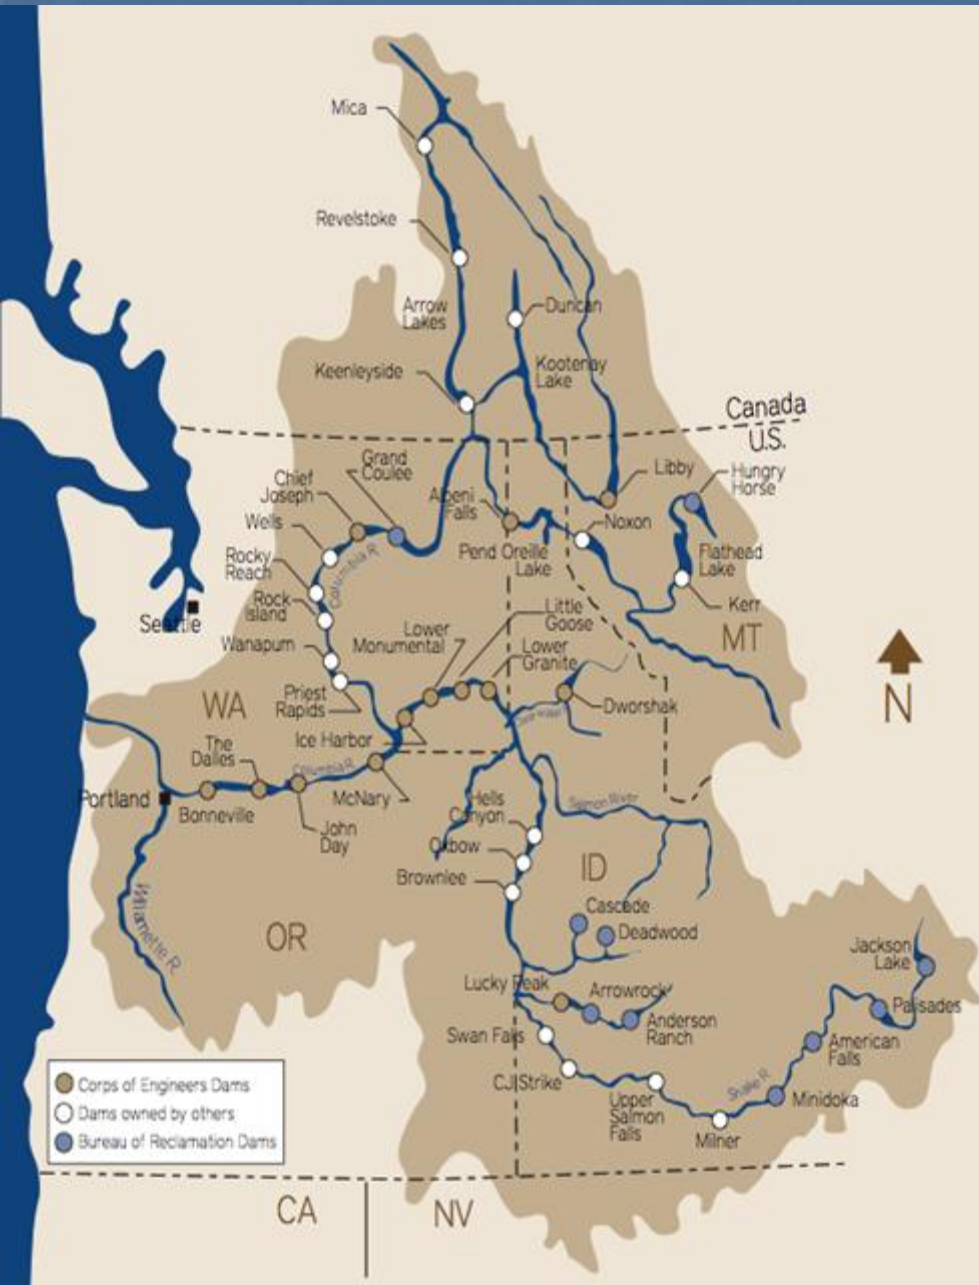 Mica
Revelstoke
Arrow
Lakes
Duncan
Keenleyside
Kootenay
Lake
Canada
U.S.
Grand
Coulee
Chief
Joseph
Libby
Hungry
Horse
Albeni
Falls
Wells
Noxon
Columbia R.
Rocky
Reach
Pend Oreille
Lake
Flathead
Lake
Rock
Island
Little
Goose
Kerr
Seattle
Lower
Monumental
Wanapum
Lower
Granite
MT
Priest
Rapids
WA
Dworshak
N
Ice Harbor
The
Dalles
Columbia R.
Portland
Bonneville
McNary
John
Day
Hells
Canyon
Salmon River
Oxbow
Brownlee
ID
Cascade
Deadwood
Willamette R.
OR
Jackson
Lake
Lucky Peak
Arrowrock
Palisades
Anderson
Ranch
Swan Falls
American
Falls
CJ Strike
Snake R.
Upper
Salmon
Falls
Minidoka
Milner
Corps of Engineers Dams
Dams owned by others
Bureau of Reclamation Dams
CA
NV